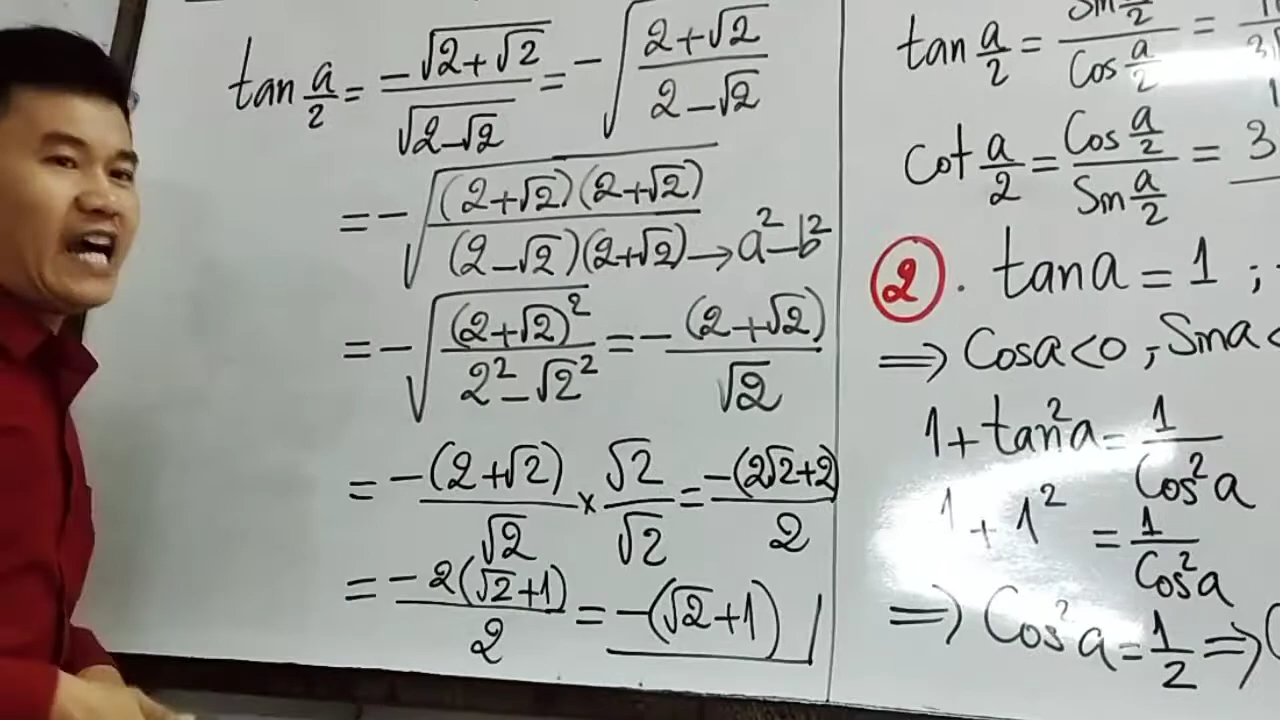 tan a/2 = -√(2+√2)/√(2-√2) = -√((2+√2)/(2-√2))
= -√((2+√2)(2+√2)/((2-√2)(2+√2))) → a²-b²
= -√((2+√2)²/(2²-√2²)) = -(2+√2)/√2
= -(2+√2)/√2 × √2/√2 = -(2√2+2)/2
= -2(√2+1)/2 = -(√2+1)
tan a/2 = Sin a/2 / Cos a/2 =
Cot a/2 = Cos a/2 / Sin a/2 = 3
② . tan a = 1 ;
⇒ Cosa<0 , Sina<
1+tan²a = 1/Cos²a
1+1² = 1/Cos²a
⇒ Cos²a = 1/2 ⇒